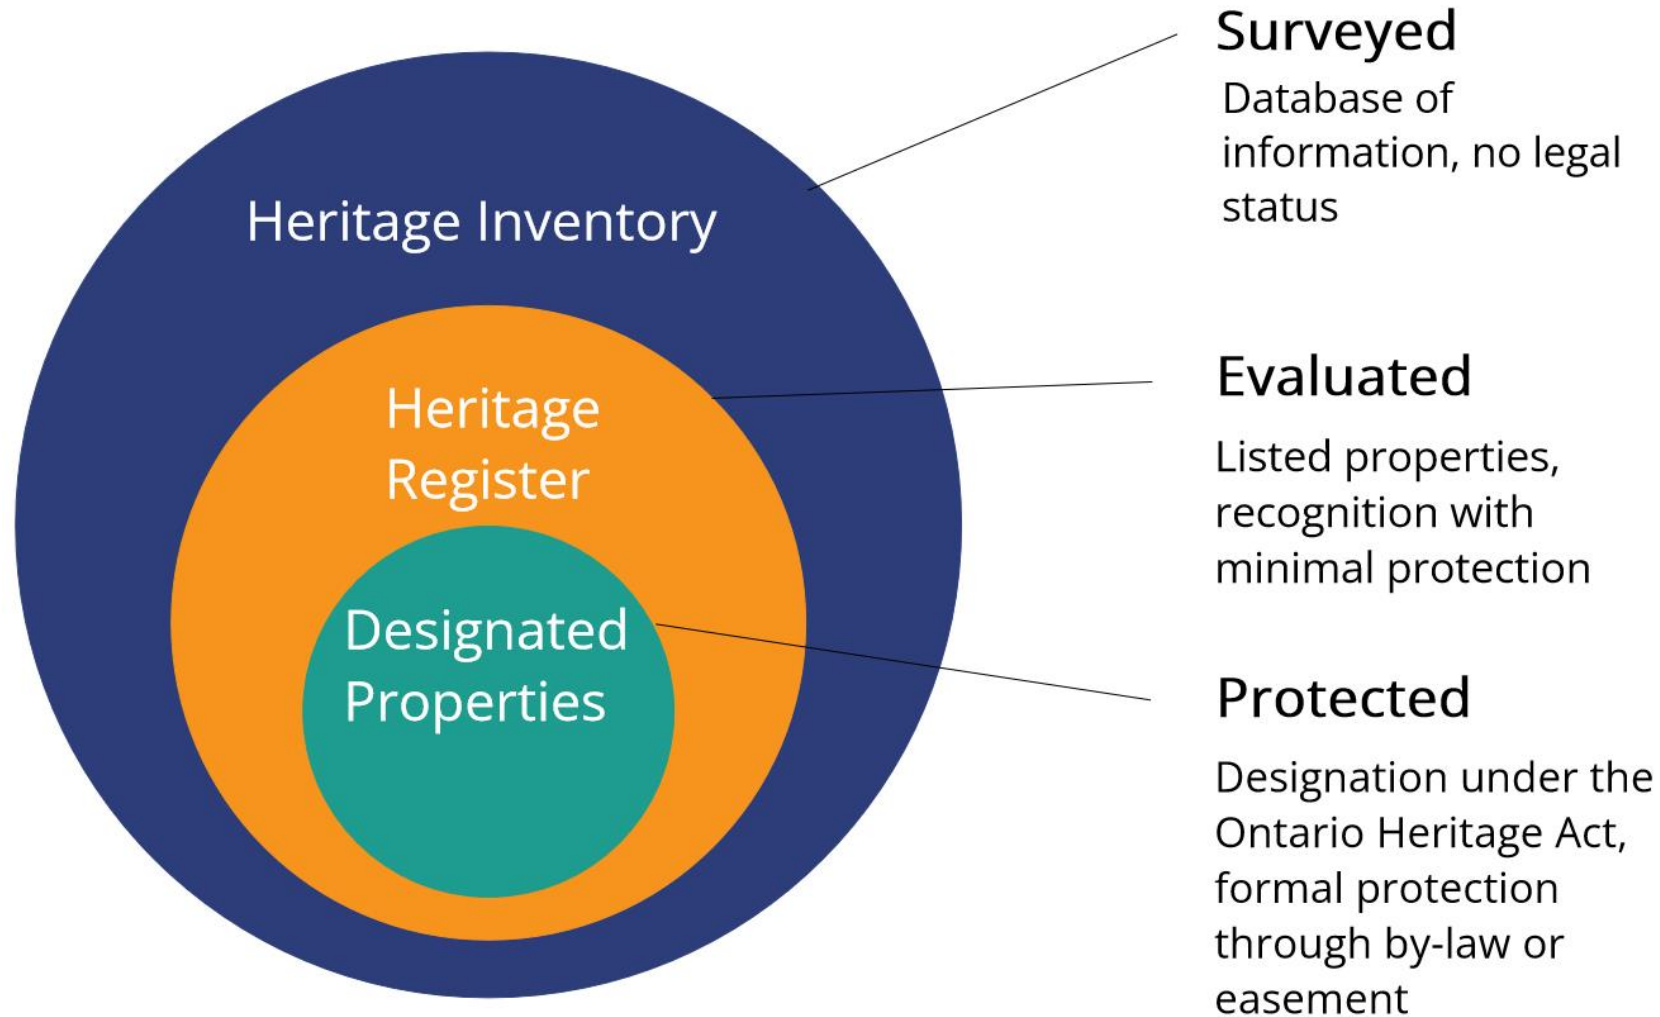 Heritage Inventory
Heritage
Register
Designated
Properties
Surveyed
Database of
information, no legal
status
Evaluated
Listed properties,
recognition with
minimal protection
Protected
Designation under the
Ontario Heritage Act,
formal protection
through by-law or
easement